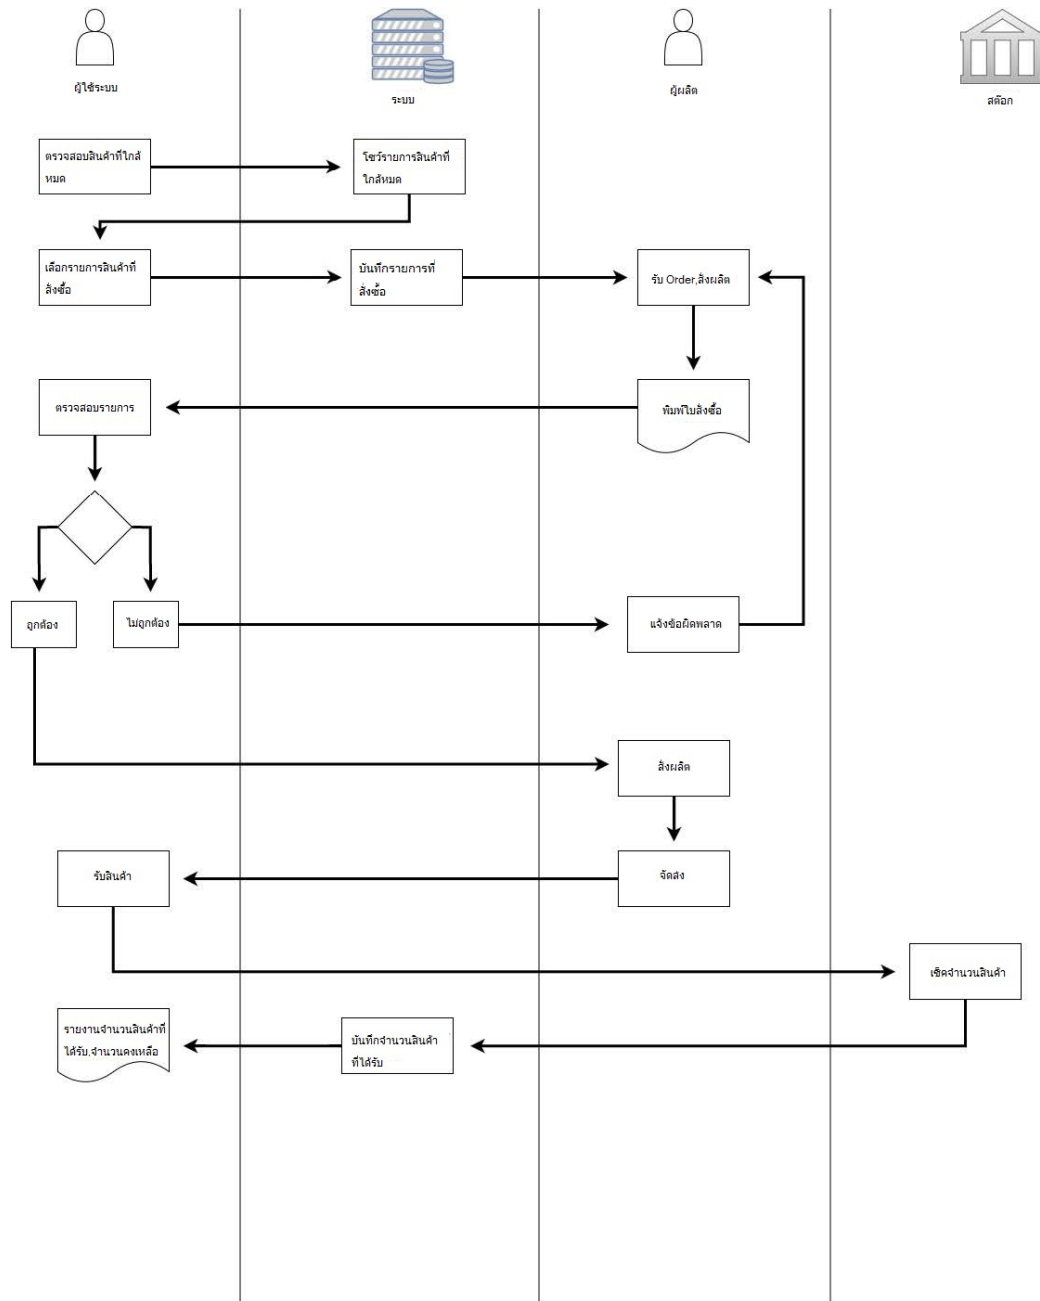 ผู้ใช้ระบบ
ระบบ
ผู้ผลิต
สต๊อก
ตรวจสอบสินค้าที่ใกล้
หมด
โชว์รายการสินค้าที่
ใกล้หมด
เลือกรายการสินค้าที่
สั่งซื้อ
บันทึกรายการที่
สั่งซื้อ
รับ Order,สั่งผลิต
ตรวจสอบรายการ
พิมพ์ใบสั่งซื้อ
ถูกต้อง
ไม่ถูกต้อง
แจ้งข้อผิดพลาด
สั่งผลิต
รับสินค้า
จัดส่ง
เช็คจำนวนสินค้า
รายงานจำนวนสินค้าที่
ได้รับ,จำนวนคงเหลือ
บันทึกจำนวนสินค้า
ที่ได้รับ